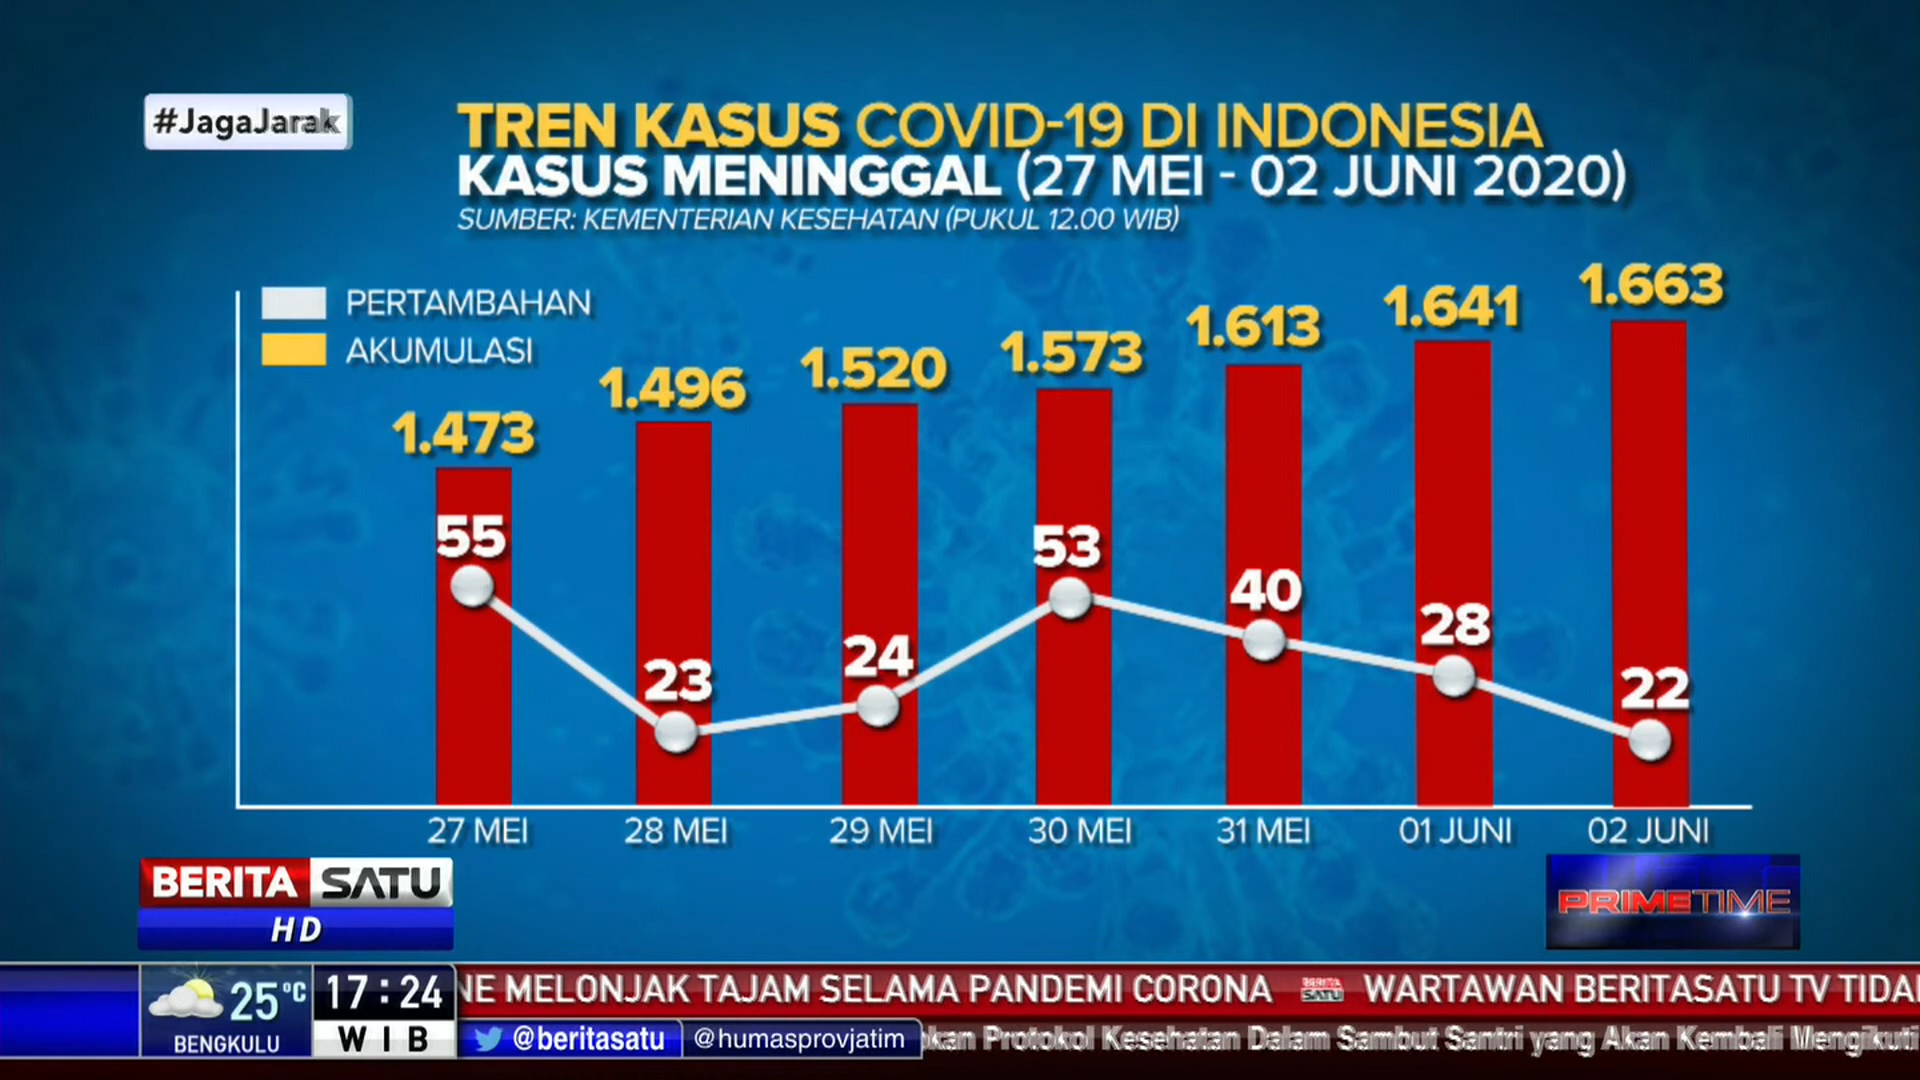 #JagaJarak
TREN KASUS COVID-19 DI INDONESIA
KASUS MENINGGAL (27 MEI - 02 JUNI 2020)
SUMBER: KEMENTERIAN KESEHATAN (PUKUL 12.00 WIB)
PERTAMBAHAN
AKUMULASI
1.473 1.496 1.520 1.573 1.613 1.641 1.663
55 23 24 53 40 28 22
27 MEI 28 MEI 29 MEI 30 MEI 31 MEI 01 JUNI 02 JUNI
BERITA SATU
HD
PRIMETIME
25°C
BENGKULU
17:24
WIB
NE MELONJAK TAJAM SELAMA PANDEMI CORONA BERITA SATU WARTAWAN BERITASATU TV TIDA
@beritasatu @humasprovjatim
kan Protokol Kesehatan Dalam Sambut Santri yang Akan Kembali Mengikuti